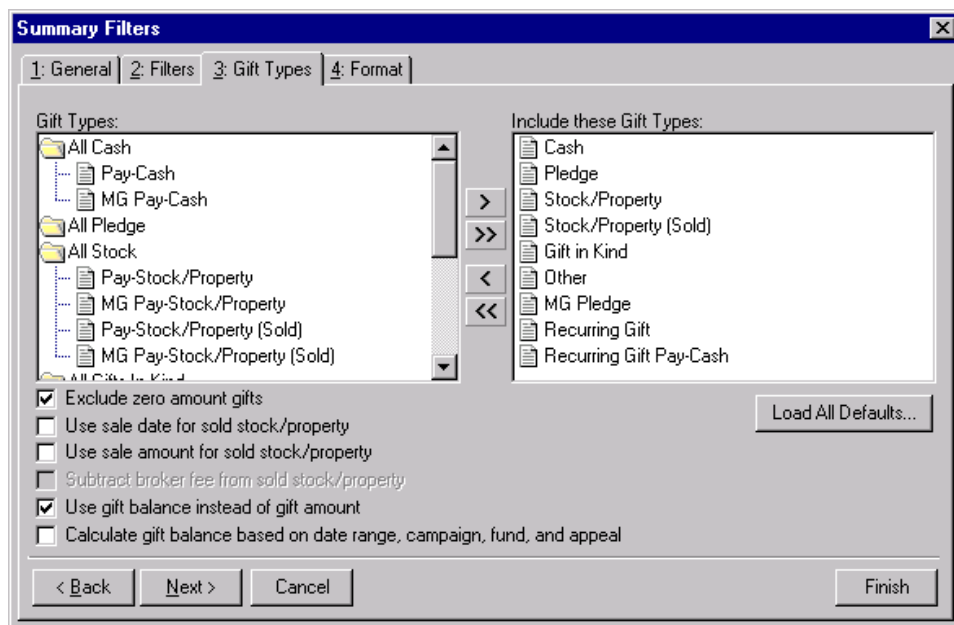 Summary Filters
1: General
2: Filters
3: Gift Types
4: Format
Gift Types:
All Cash
Pay-Cash
MG Pay-Cash
All Pledge
All Stock
Pay-Stock/Property
MG Pay-Stock/Property
Pay-Stock/Property (Sold)
MG Pay-Stock/Property (Sold)
All Gifts In Kind
>
>>
<
<<
Include these Gift Types:
Cash
Pledge
Stock/Property
Stock/Property (Sold)
Gift in Kind
Other
MG Pledge
Recurring Gift
Recurring Gift Pay-Cash
Exclude zero amount gifts
Use sale date for sold stock/property
Use sale amount for sold stock/property
Subtract broker fee from sold stock/property
Use gift balance instead of gift amount
Calculate gift balance based on date range, campaign, fund, and appeal
Load All Defaults...
< Back
Next >
Cancel
Finish